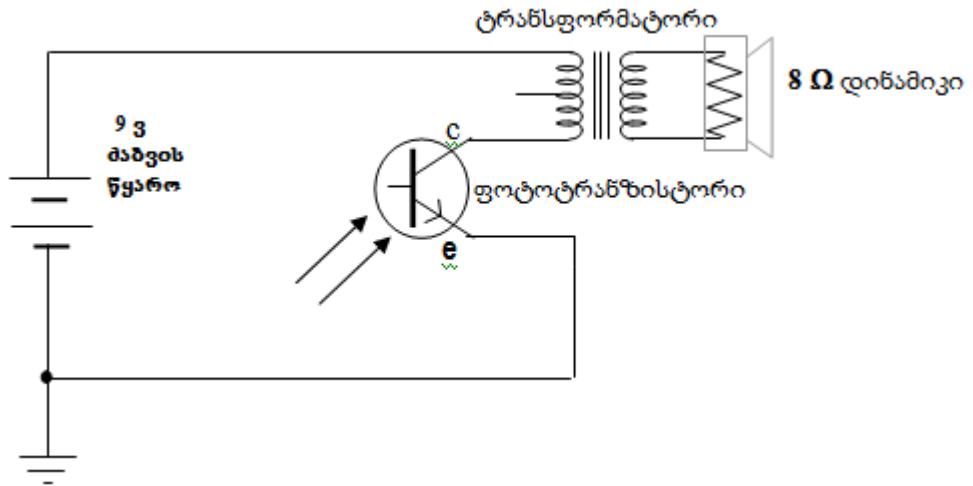 ტრანსფორმატორი
8 Ω დინამიკი
9 ვ
ძაბვის
წყარო
c
ფოტოტრანზისტორი
e